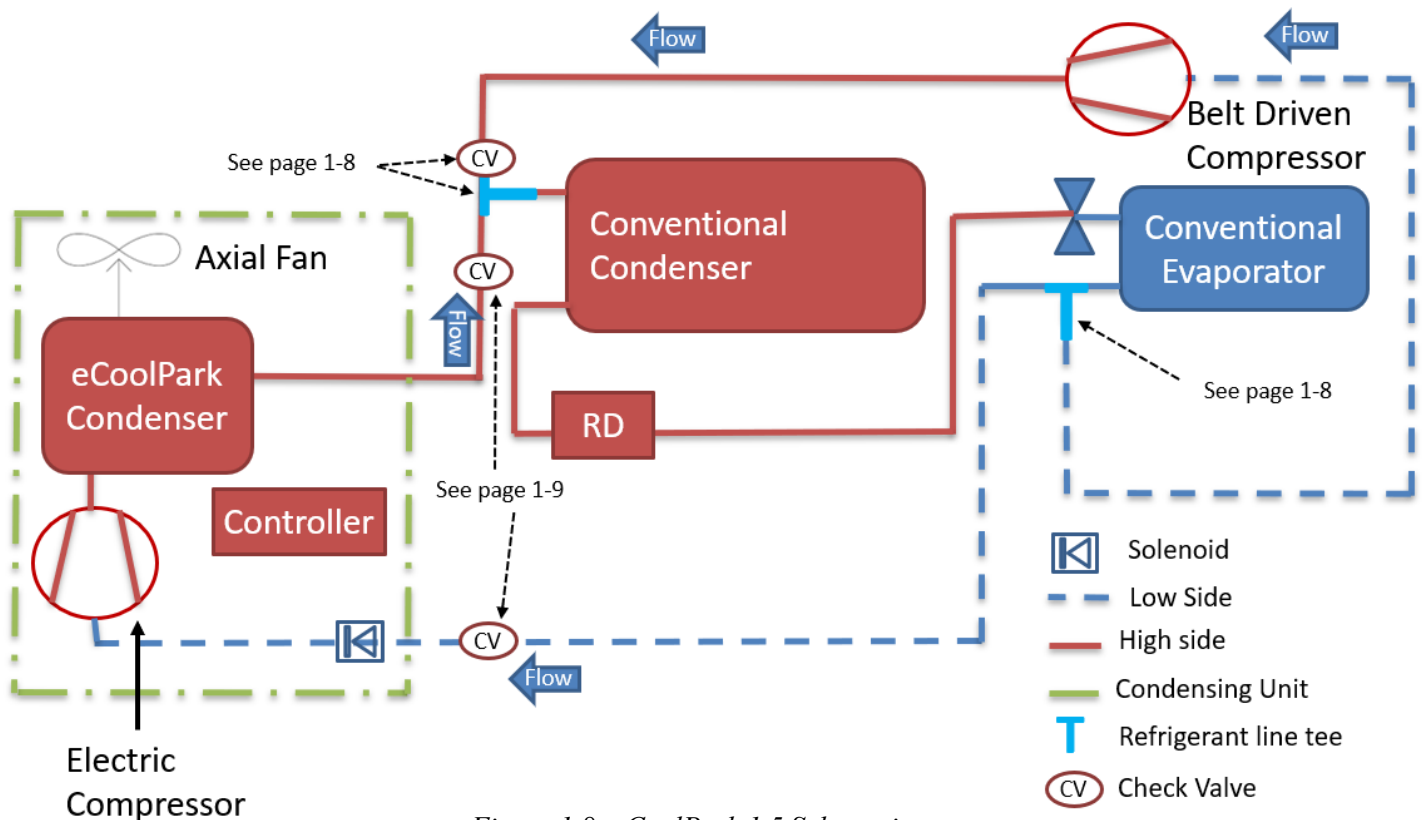 Flow
Flow
Belt Driven
Compressor
CV
See page 1-8
Conventional
Condenser
Conventional
Evaporator
Axial Fan
CV
Flow
eCoolPark
Condenser
See page 1-8
RD
See page 1-9
Controller
Solenoid
Low Side
CV
High side
Flow
Condensing Unit
Refrigerant line tee
Electric
Compressor
CV
Check Valve